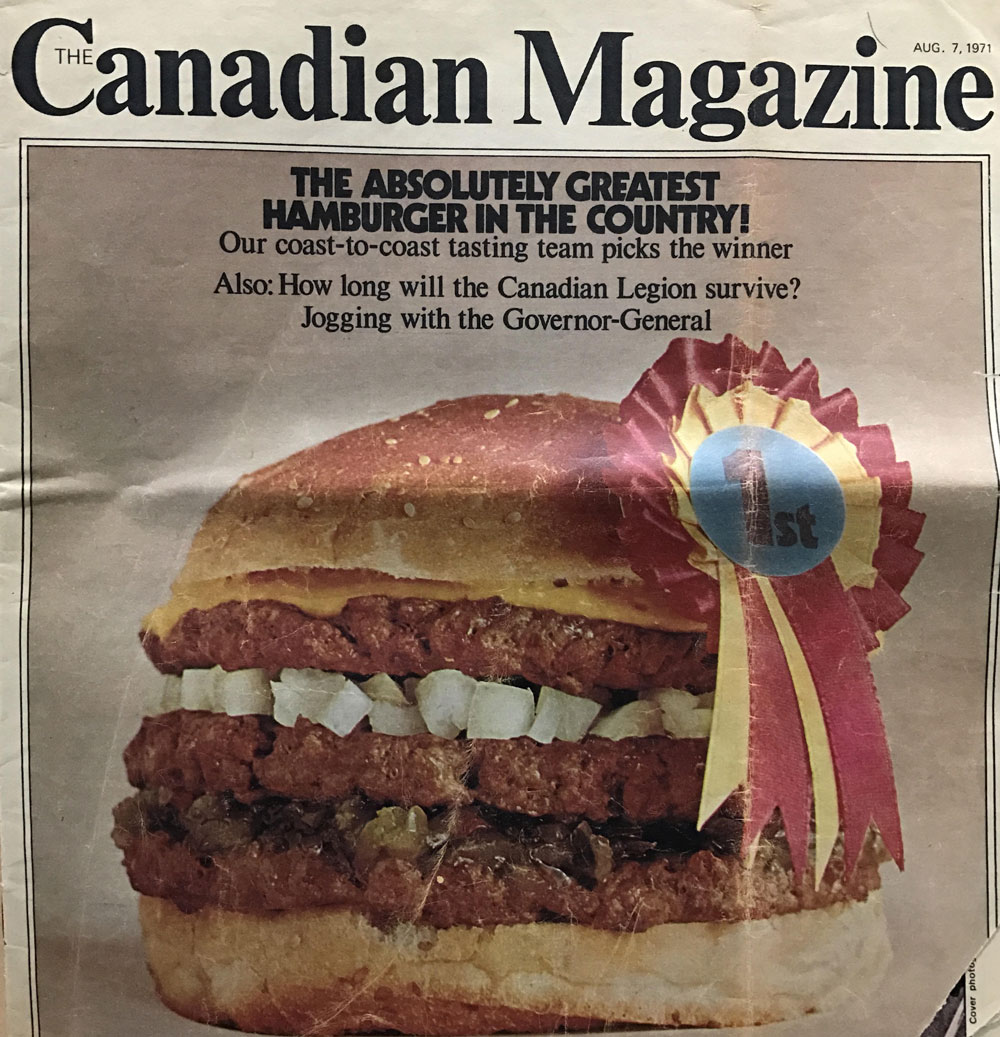 THE Canadian Magazine
AUG. 7, 1971
THE ABSOLUTELY GREATEST
HAMBURGER IN THE COUNTRY!
Our coast-to-coast tasting team picks the winner
Also: How long will the Canadian Legion survive?
Jogging with the Governor-General
1st
Cover photo